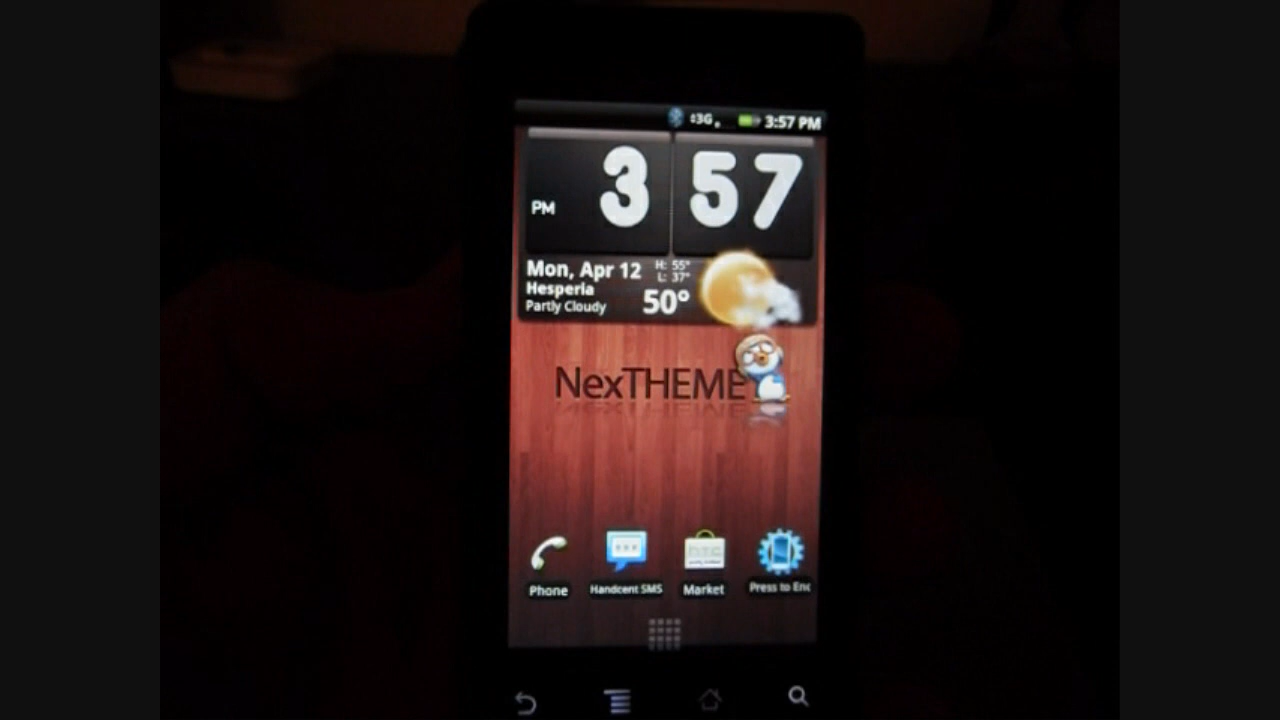 3G 3:57 PM
PM 3 57
Mon, Apr 12 H: 55°
L: 37°
Hesperia
Partly Cloudy 50°
NexTHEME
Phone Handcent SMS Market Press to End